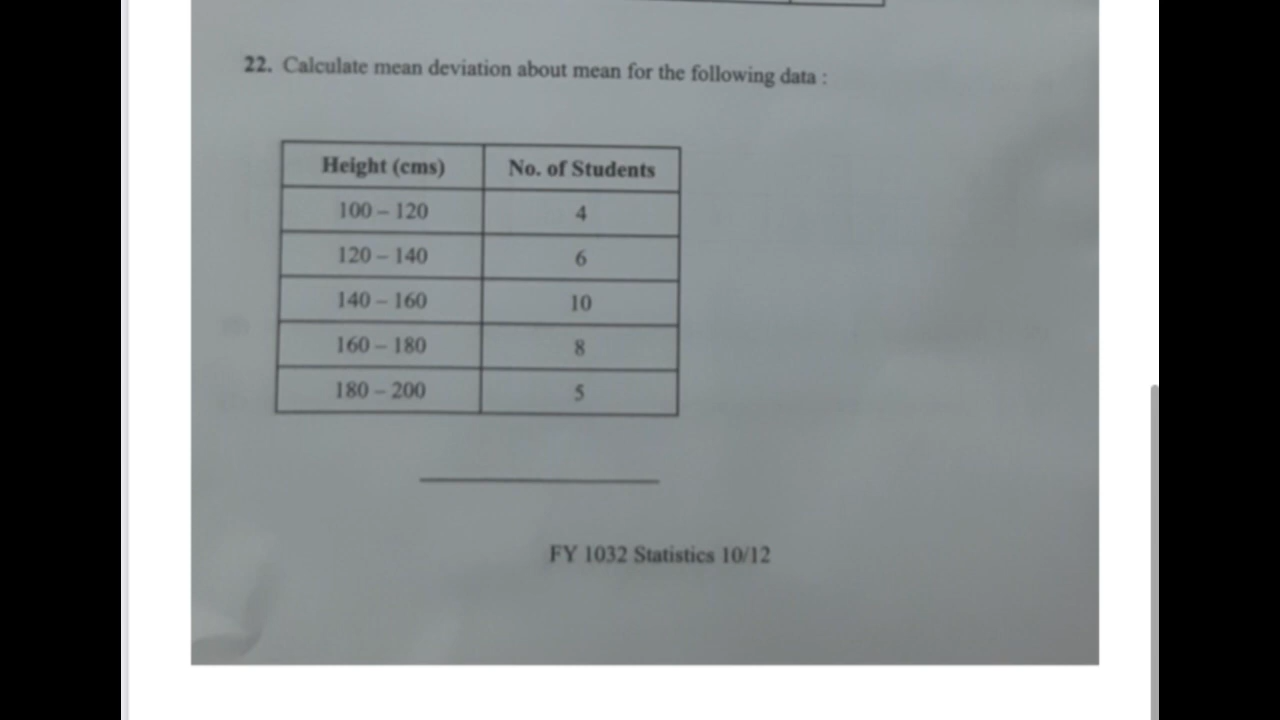 22. Calculate mean deviation about mean for the following data :
Height (cms) No. of Students
100 – 120 4
120 – 140 6
140 – 160 10
160 – 180 8
180 – 200 5
FY 1032 Statistics 10/12